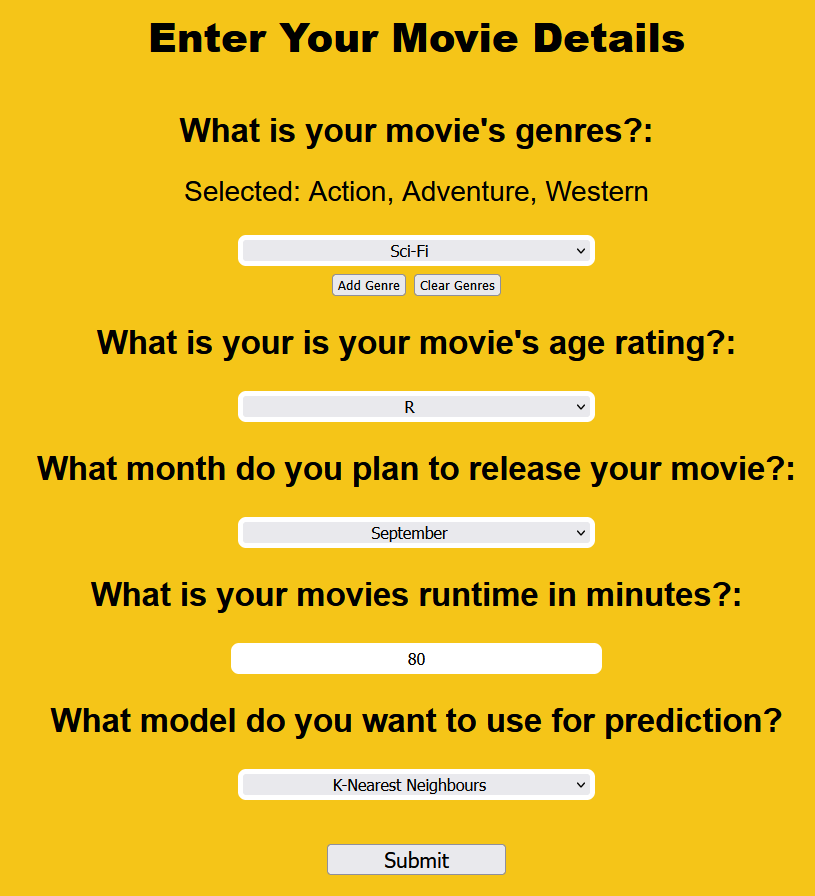 Enter Your Movie Details
What is your movie's genres?:
Selected: Action, Adventure, Western
Sci-Fi
Add Genre Clear Genres
What is your is your movie's age rating?:
R
What month do you plan to release your movie?:
September
What is your movies runtime in minutes?:
80
What model do you want to use for prediction?
K-Nearest Neighbours
Submit